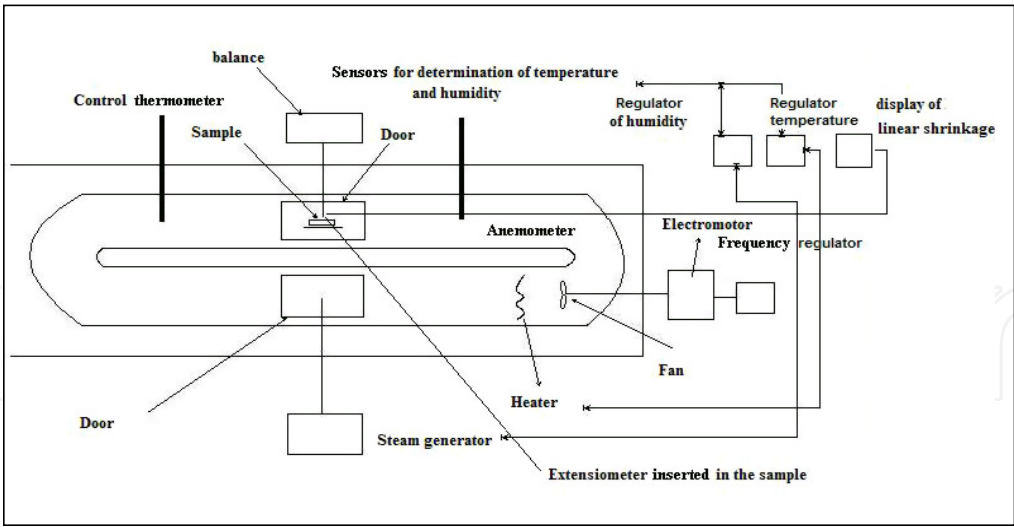 balance
Sensors for determination of temperature
and humidity
Control thermometer
Sample
Door
Regulator
of humidity
Regulator
temperature
display of
linear shrinkage
Anemometer
Electromotor
Frequency regulator
Fan
Heater
Door
Steam generator
Extensiometer inserted in the sample